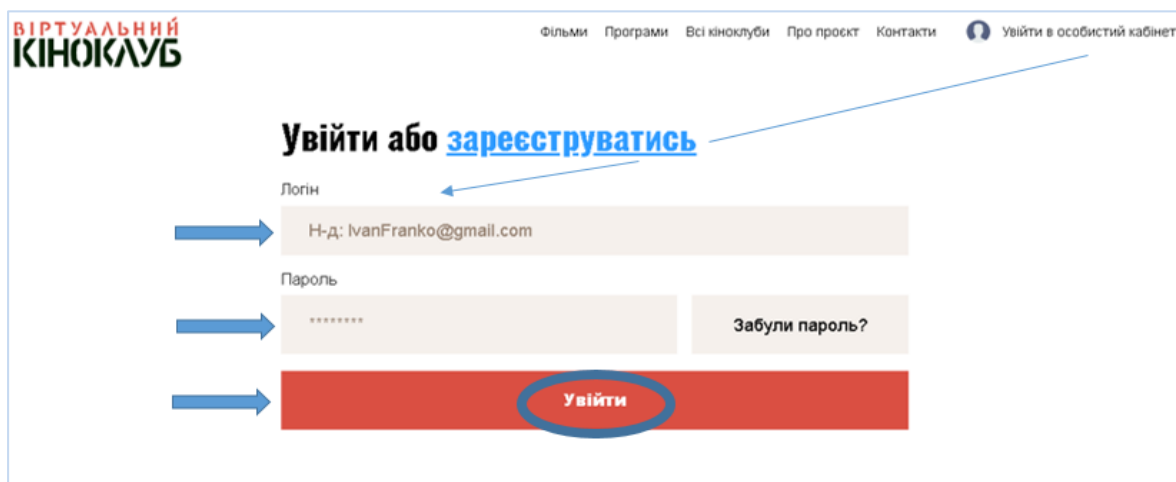 ВІРТУАЛЬНИЙ
КІНОКЛУБ
Фільми Програми Всі кіноклуби Про проєкт Контакти Увійти в особистий кабінет
Увійти або зареєструватись
Логін
Н-д: IvanFranko@gmail.com
Пароль
******** Забули пароль?
Увійти